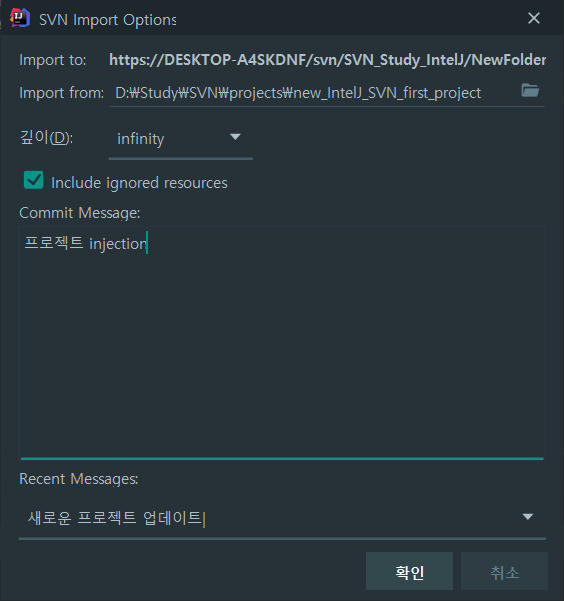 SVN Import Options
Import to: https://DESKTOP-A4SKDNF/svn/SVN_Study_IntelJ/NewFolder
Import from: D:₩Study₩SVN₩projects₩new_IntelJ_SVN_first_project
깊이(D): infinity
Include ignored resources
Commit Message:
프로젝트 injection
Recent Messages:
새로운 프로젝트 업데이트|
확인 취소